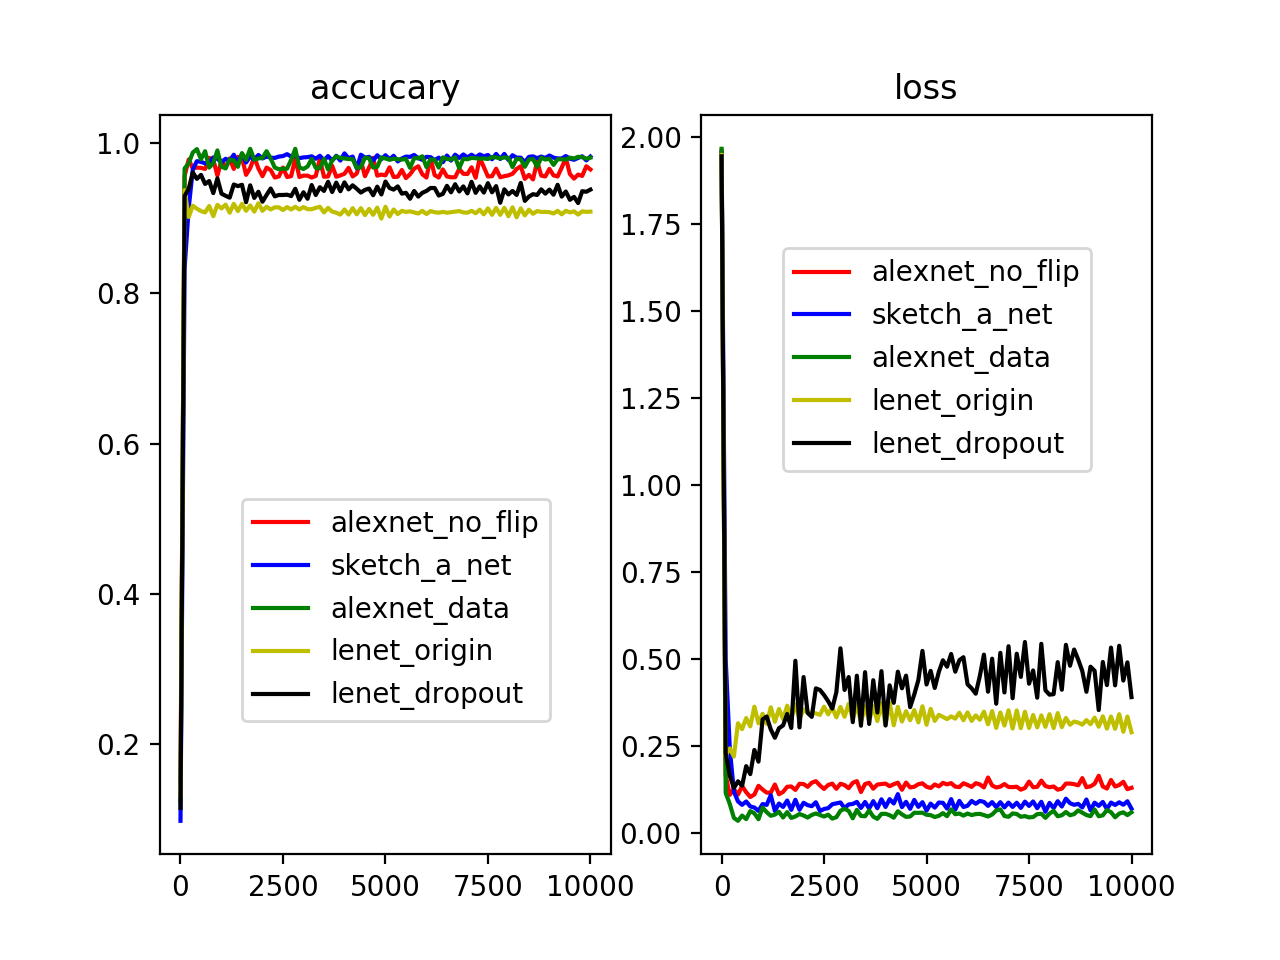 accucary
1.0
0.8
0.6
0.4
0.2
0 2500 5000 7500 10000
alexnet_no_flip
sketch_a_net
alexnet_data
lenet_origin
lenet_dropout
loss
2.00
1.75
1.50
1.25
1.00
0.75
0.50
0.25
0.00
0 2500 5000 7500 10000
alexnet_no_flip
sketch_a_net
alexnet_data
lenet_origin
lenet_dropout